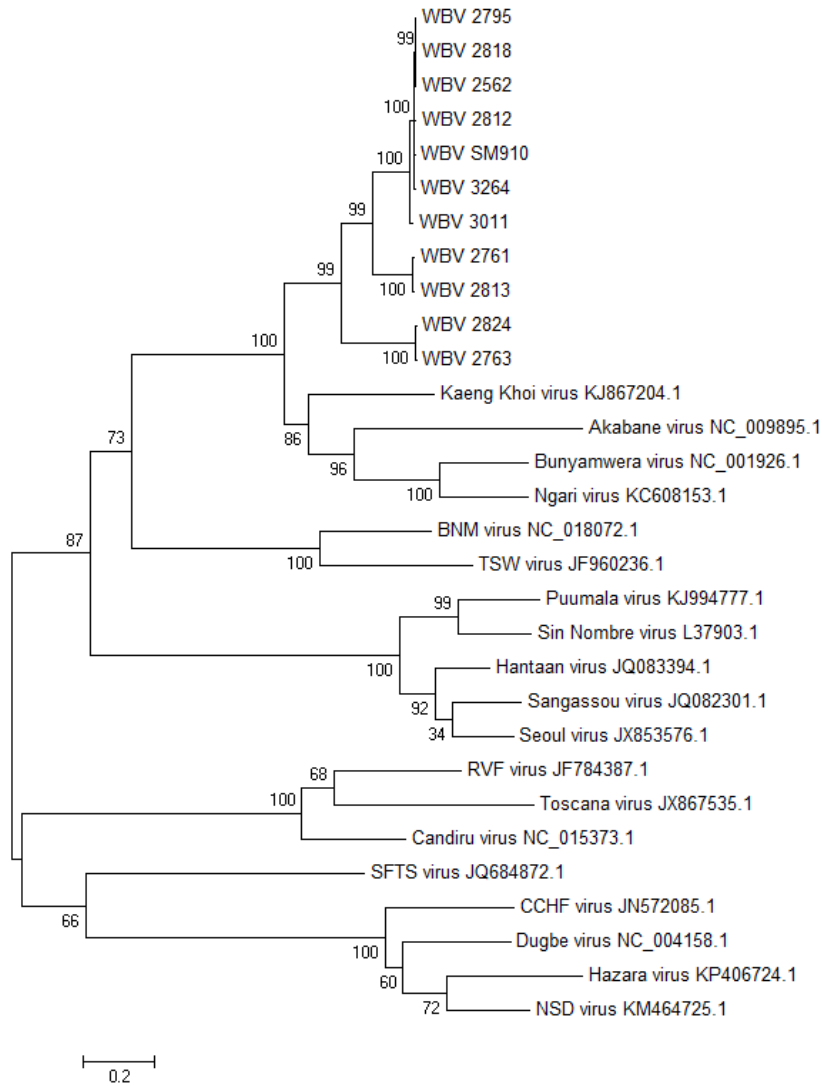 WBV 2795
99
WBV 2818
WBV 2562
100
WBV 2812
100
WBV SM910
WBV 3264
99
WBV 3011
99
WBV 2761
100
WBV 2813
WBV 2824
100
100
WBV 2763
Kaeng Khoi virus KJ867204.1
86
Akabane virus NC_009895.1
73
96
Bunyamwera virus NC_001926.1
100
Ngari virus KC608153.1
87
BNM virus NC_018072.1
100
TSW virus JF960236.1
99
Puumala virus KJ994777.1
Sin Nombre virus L37903.1
100
Hantaan virus JQ083394.1
92
Sangassou virus JQ082301.1
34
Seoul virus JX853576.1
68
RVF virus JF784387.1
100
Toscana virus JX867535.1
Candiru virus NC_015373.1
SFTS virus JQ684872.1
66
CCHF virus JN572085.1
100
Dugbe virus NC_004158.1
60
Hazara virus KP406724.1
72
NSD virus KM464725.1
0.2